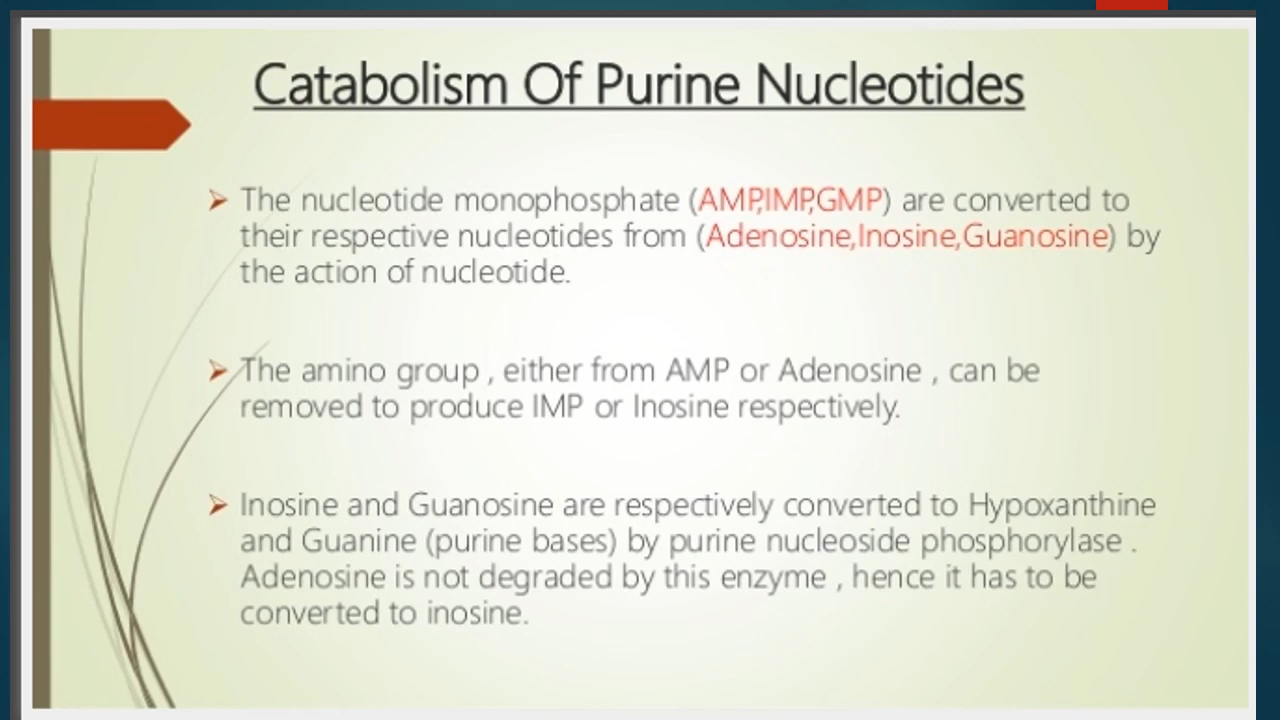 Catabolism Of Purine Nucleotides
The nucleotide monophosphate (AMP,IMP,GMP) are converted to
their respective nucleotides from (Adenosine,Inosine,Guanosine) by
the action of nucleotide.
The amino group , either from AMP or Adenosine , can be
removed to produce IMP or Inosine respectively.
Inosine and Guanosine are respectively converted to Hypoxanthine
and Guanine (purine bases) by purine nucleoside phosphorylase .
Adenosine is not degraded by this enzyme , hence it has to be
converted to inosine.